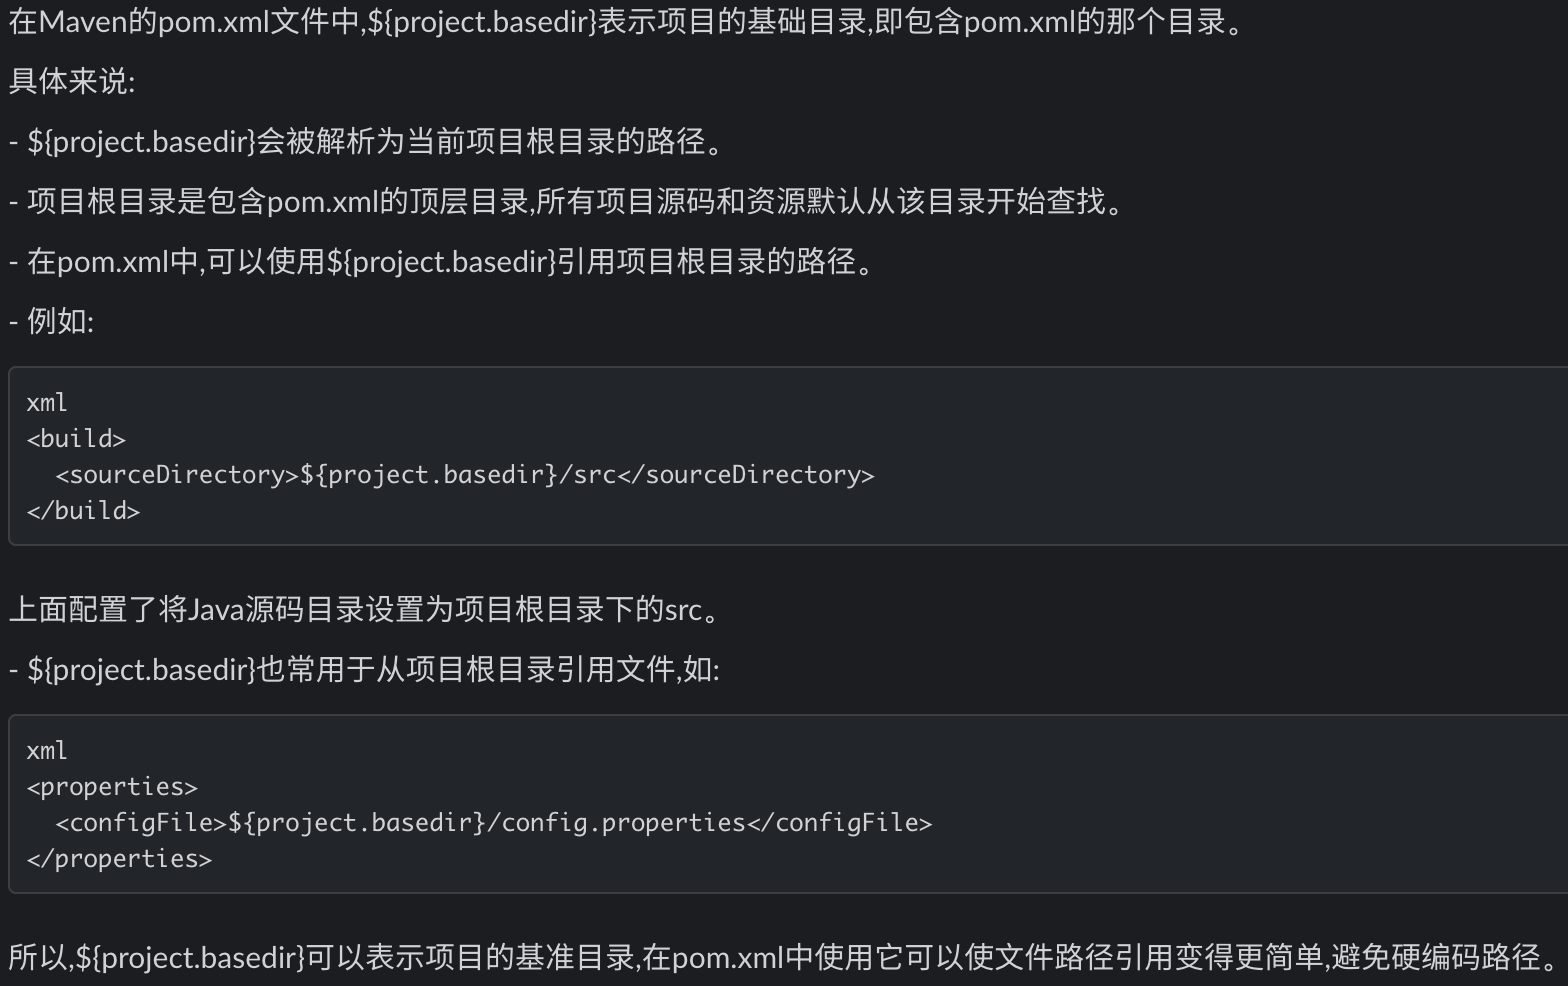 在Maven的pom.xml文件中,${project.basedir}表示项目的基础目录,即包含pom.xml的那个目录。
具体来说:
- ${project.basedir}会被解析为当前项目根目录的路径。
- 项目根目录是包含pom.xml的顶层目录,所有项目源码和资源默认从该目录开始查找。
- 在pom.xml中,可以使用${project.basedir}引用项目根目录的路径。
- 例如:
xml
<build>
  <sourceDirectory>${project.basedir}/src</sourceDirectory>
</build>
上面配置了将Java源码目录设置为项目根目录下的src。
- ${project.basedir}也常用于从项目根目录引用文件,如:
xml
<properties>
  <configFile>${project.basedir}/config.properties</configFile>
</properties>
所以,${project.basedir}可以表示项目的基准目录,在pom.xml中使用它可以使文件路径引用变得更简单,避免硬编码路径。